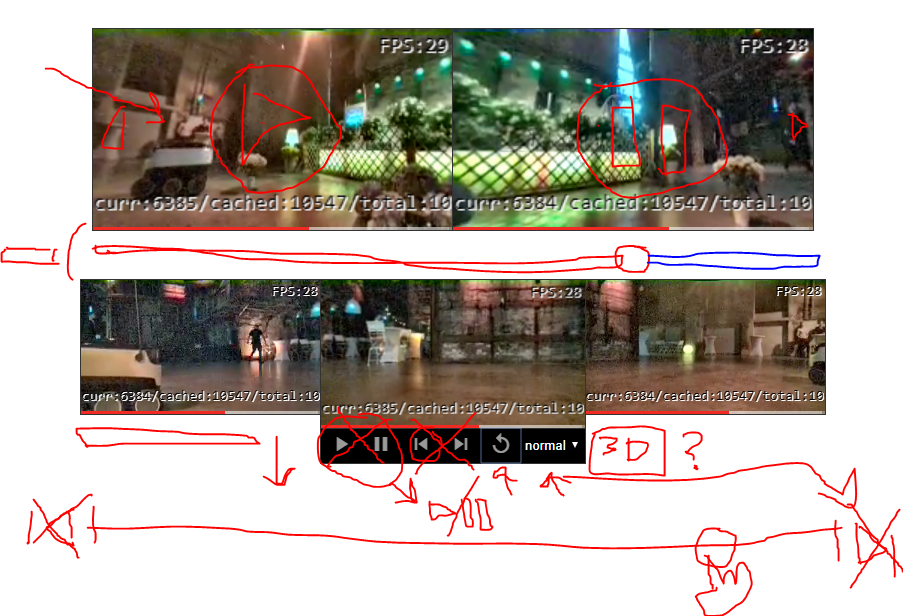 FPS:29 FPS:28
curr:6385/cached:10547/total:10 curr:6384/cached:10547/total:10
FPS:28 FPS:28 FPS:28
curr:6384/cached:10547/total:10 curr:6385/cached:10547/total:10 curr:6384/cached:10547/total:10
normal 3D ?